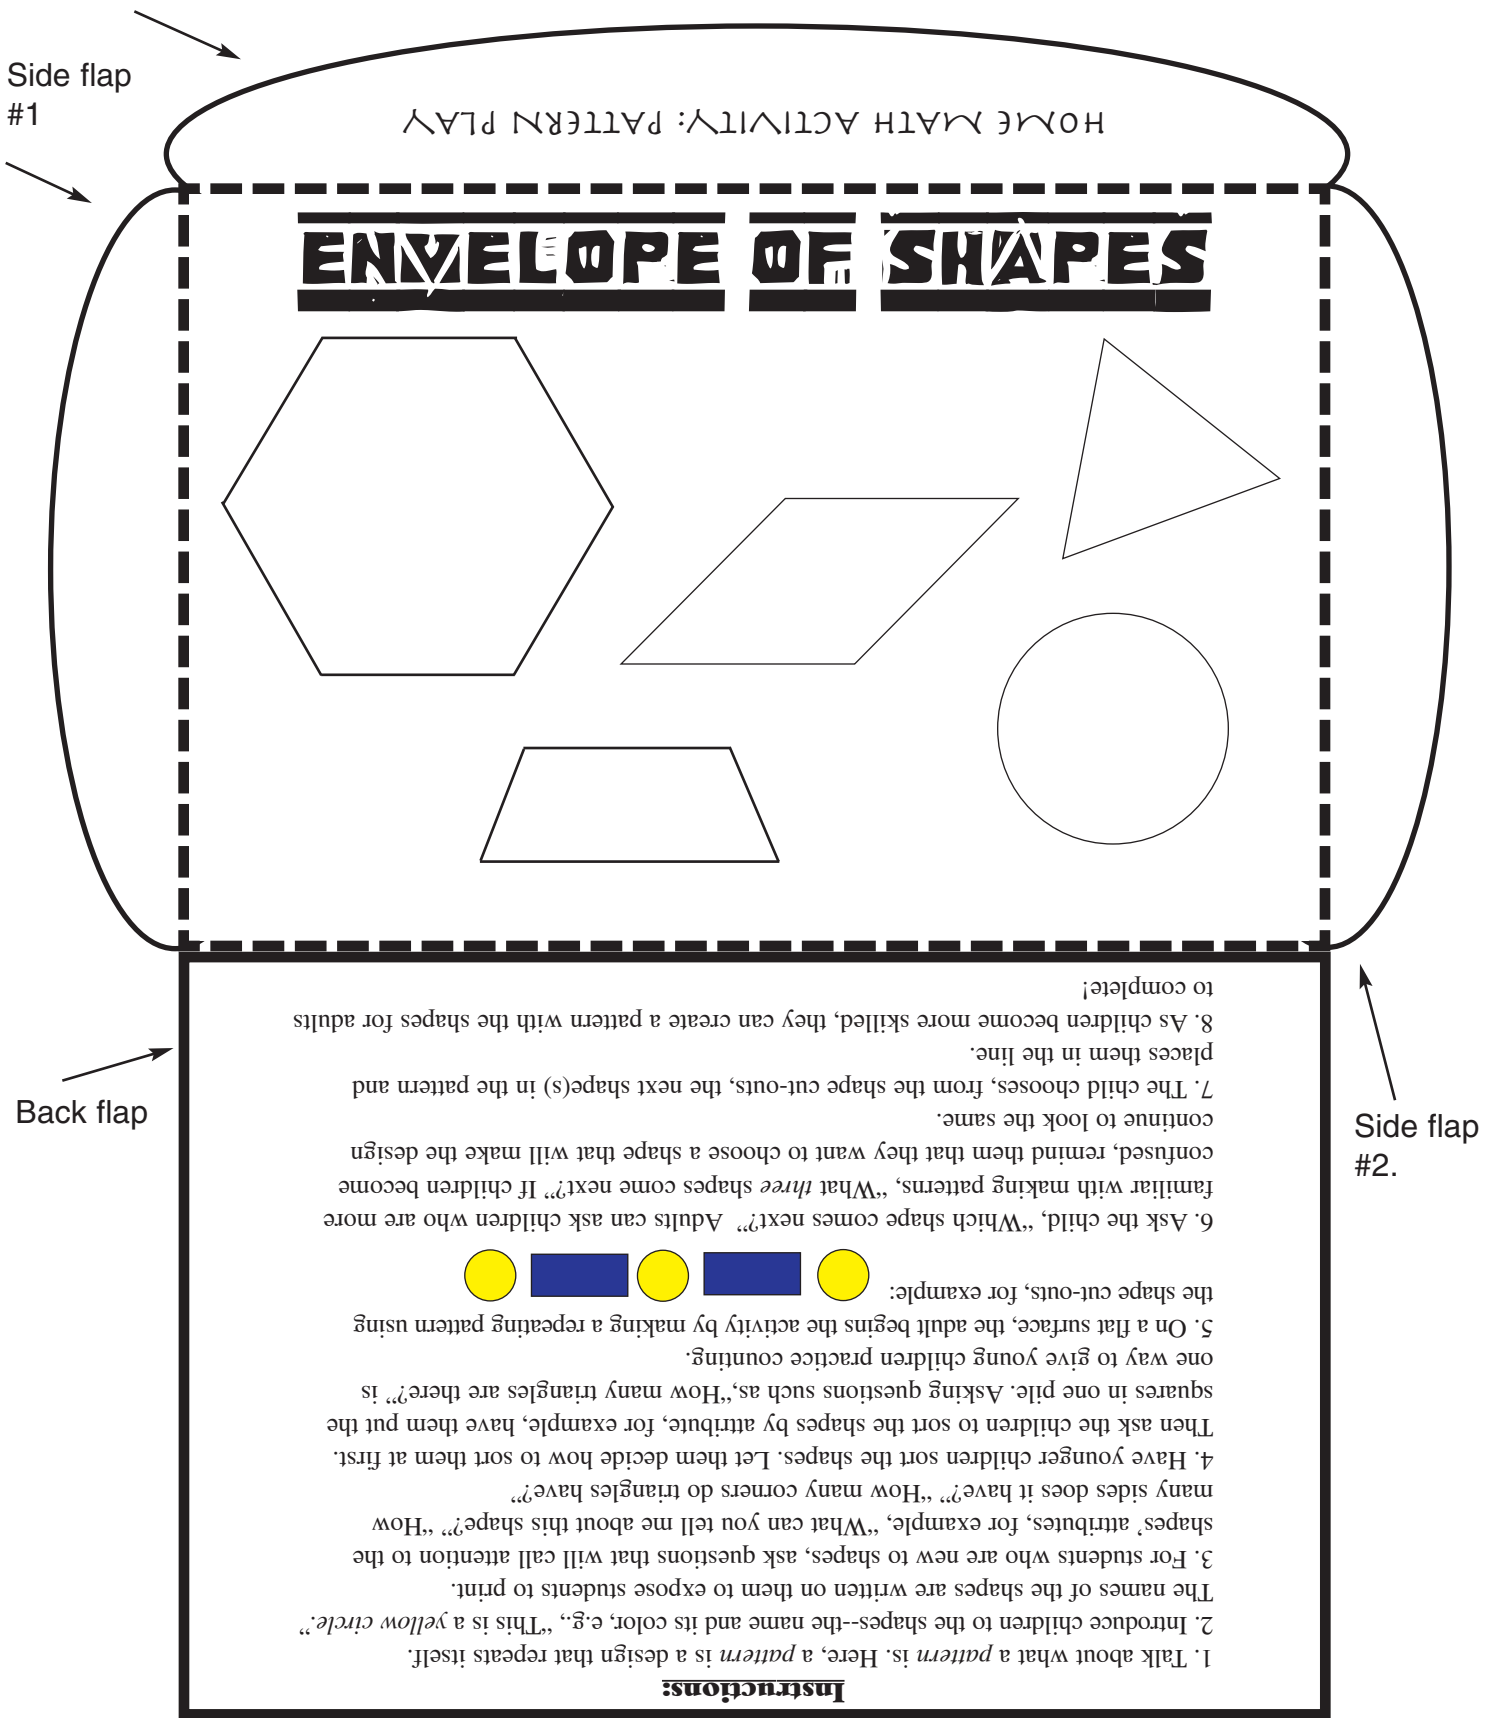 Side flap
#1
HOME MATH ACTIVITY: PATTERN PLAY
ENVELOPE OF SHAPES
Back flap
Side flap
#2.
Instructions:
1. Talk about what a pattern is. Here, a pattern is a design that repeats itself.
2. Introduce children to the shapes--the name and its color, e.g., “This is a yellow circle.”
The names of the shapes are written on them to expose students to print.
3. For students who are new to shapes, ask questions that will call attention to the
shapes’ attributes, for example, “What can you tell me about this shape?” “How
many sides does it have?” “How many corners do triangles have?”
4. Have younger children sort the shapes. Let them decide how to sort them at first.
Then ask the children to sort the shapes by attribute, for example, have them put the
squares in one pile. Asking questions such as,“How many triangles are there?” is
one way to give young children practice counting.
5. On a flat surface, the adult begins the activity by making a repeating pattern using
the shape cut-outs, for example:
6. Ask the child, “Which shape comes next?” Adults can ask children who are more
familiar with making patterns, “What three shapes come next?” If children become
confused, remind them that they want to choose a shape that will make the design
continue to look the same.
7. The child chooses, from the shape cut-outs, the next shape(s) in the pattern and
places them in the line.
8. As children become more skilled, they can create a pattern with the shapes for adults
to complete!